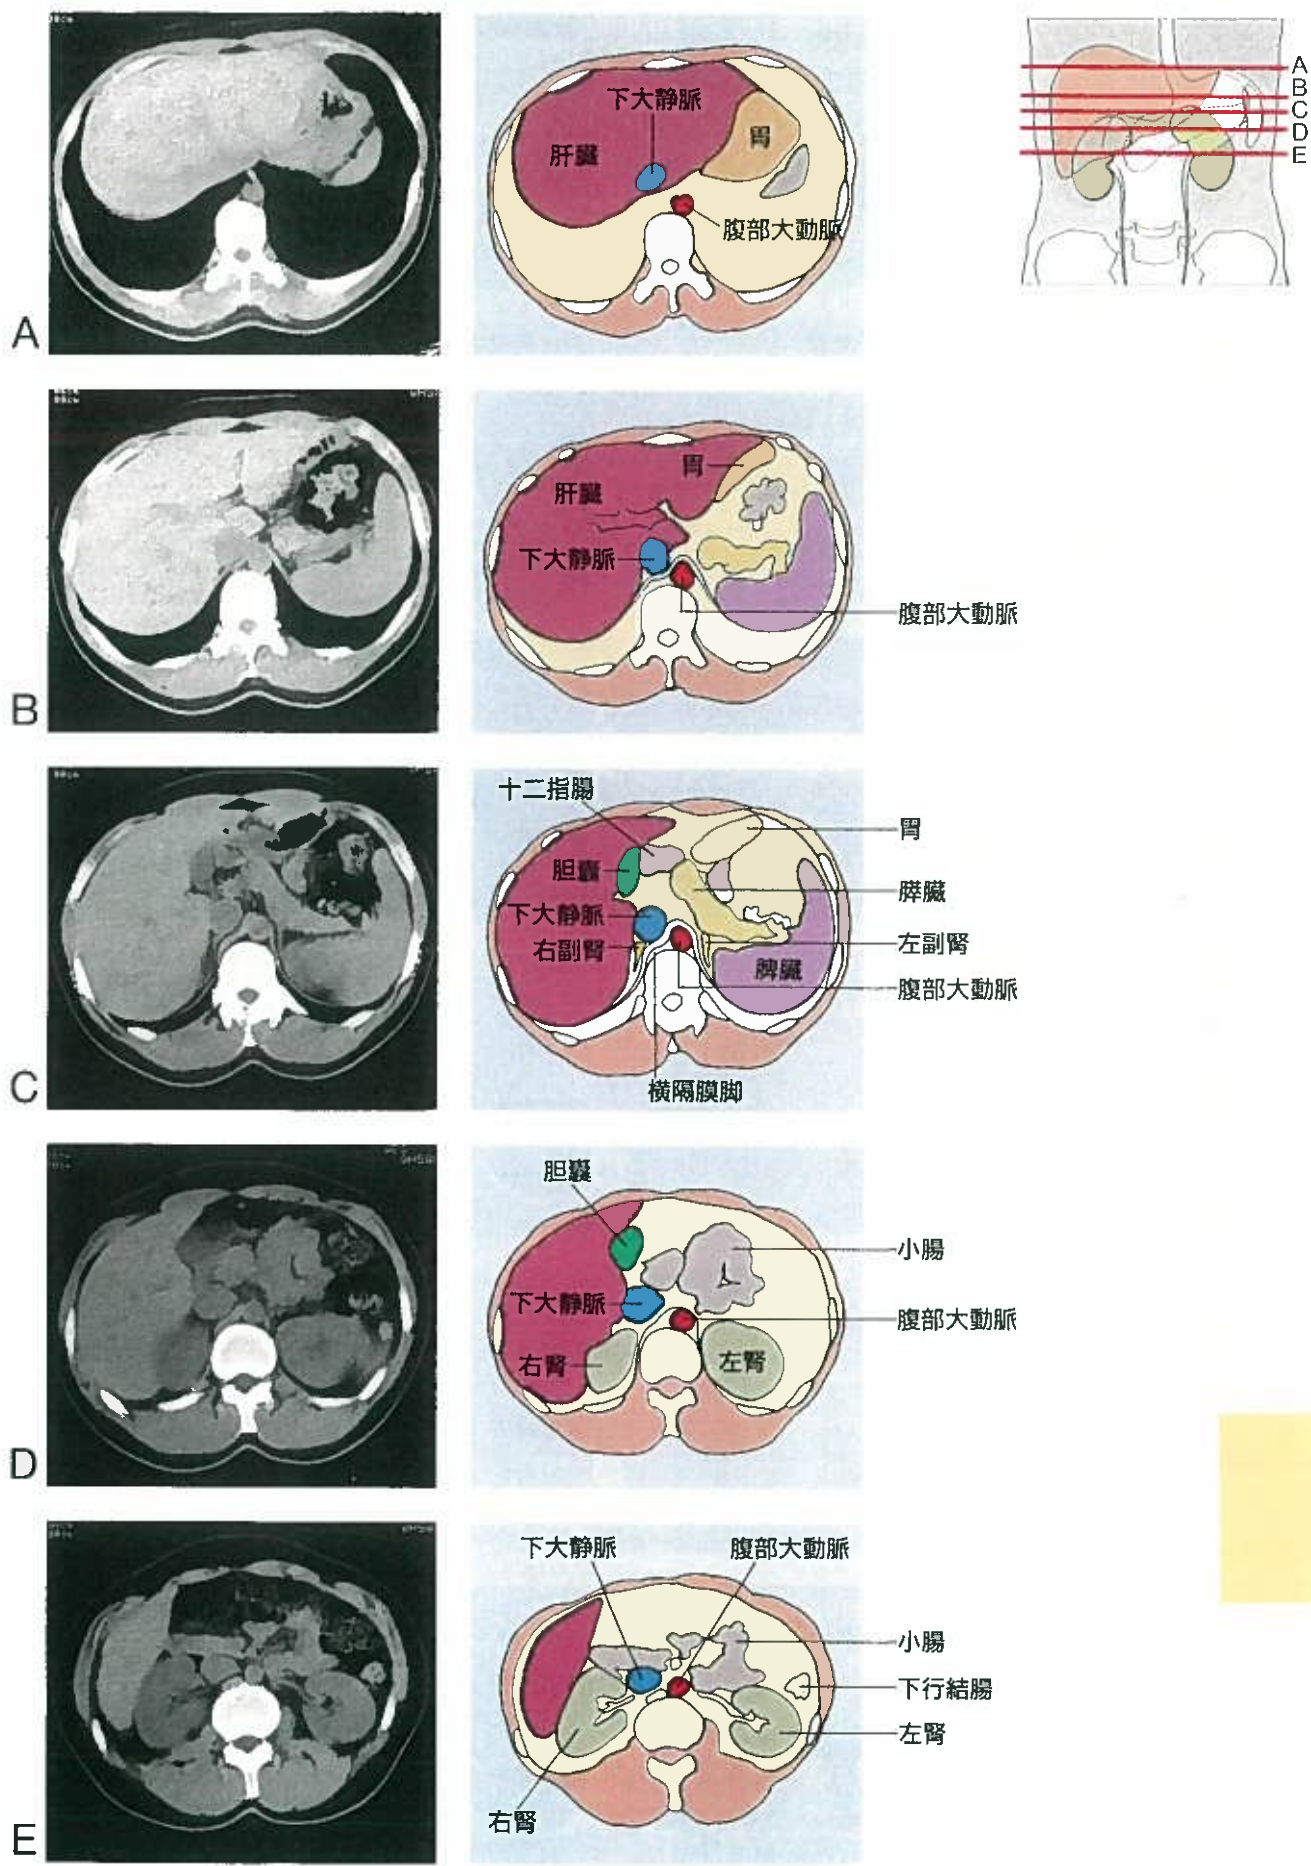 A
B
C
D
E
下大静脈
胃
肝臓
腹部大動脈
A
胃
肝臓
下大静脈
腹部大動脈
B
十二指腸
胃
胆嚢
膵臓
下大静脈
左副腎
右副腎
脾臓
腹部大動脈
横隔膜脚
C
胆嚢
小腸
下大静脈
腹部大動脈
右腎
左腎
D
下大静脈
腹部大動脈
小腸
下行結腸
左腎
右腎
E